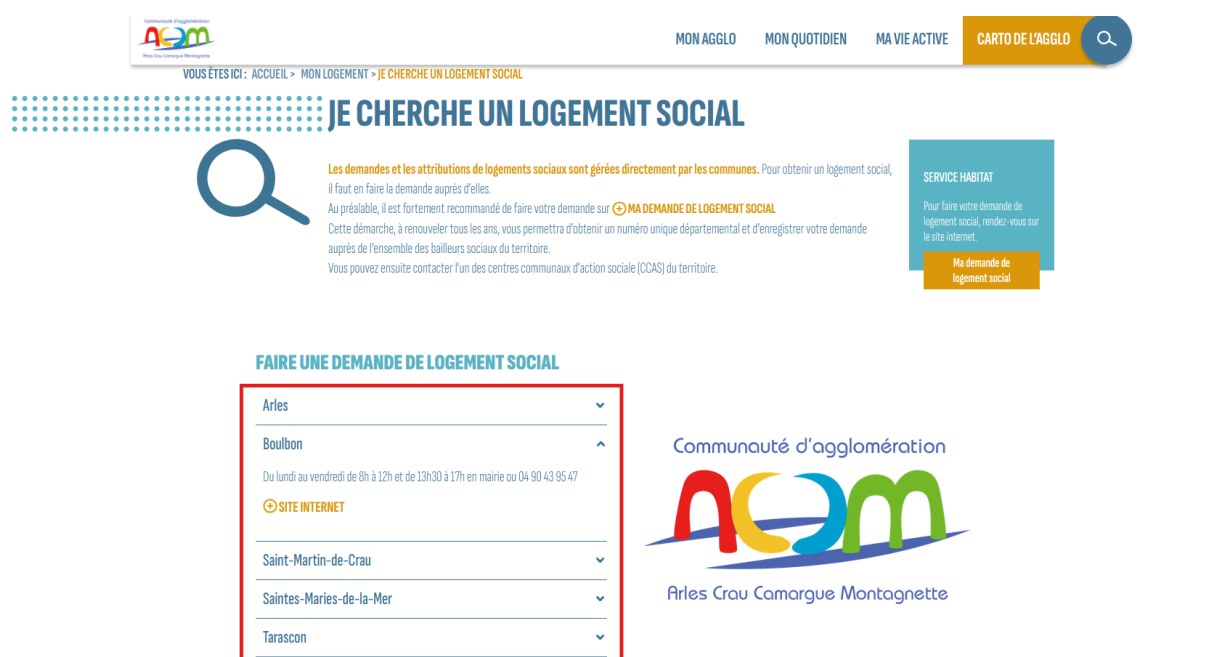 Communauté d'agglomération
ACCM
Arles Crau Camargue Montagnette
MON AGGLO
MON QUOTIDIEN
MA VIE ACTIVE
CARTO DE L'AGGLO
VOUS ÊTES ICI : ACCUEIL > MON LOGEMENT > JE CHERCHE UN LOGEMENT SOCIAL
JE CHERCHE UN LOGEMENT SOCIAL
Les demandes et les attributions de logements sociaux sont gérées directement par les communes. Pour obtenir un logement social,
il faut en faire la demande auprès d'elles.
Au préalable, il est fortement recommandé de faire votre demande sur MA DEMANDE DE LOGEMENT SOCIAL
Cette démarche, à renouveler tous les ans, vous permettra d'obtenir un numéro unique départemental et d'enregistrer votre demande
auprès de l'ensemble des bailleurs sociaux du territoire.
Vous pouvez ensuite contacter l'un des centres communaux d'action sociale (CCAS) du territoire.
SERVICE HABITAT
Pour faire votre demande de
logement social, rendez-vous sur
le site internet.
Ma demande de
logement social
FAIRE UNE DEMANDE DE LOGEMENT SOCIAL
Arles
Boulbon
Du lundi au vendredi de 8h à 12h et de 13h30 à 17h en mairie ou 04 90 43 95 47
SITE INTERNET
Saint-Martin-de-Crau
Saintes-Maries-de-la-Mer
Tarascon
Communauté d'agglomération
ACCM
Arles Crau Camargue Montagnette